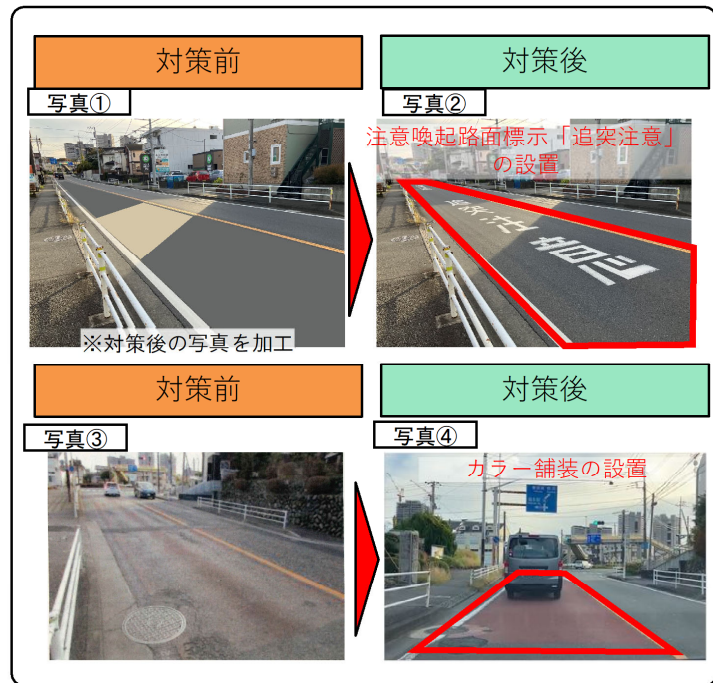 対策前
対策後
写真①
写真②
注意喚起路面標示「追突注意」
の設置
※対策後の写真を加工
対策前
対策後
写真③
写真④
カラー舗装の設置